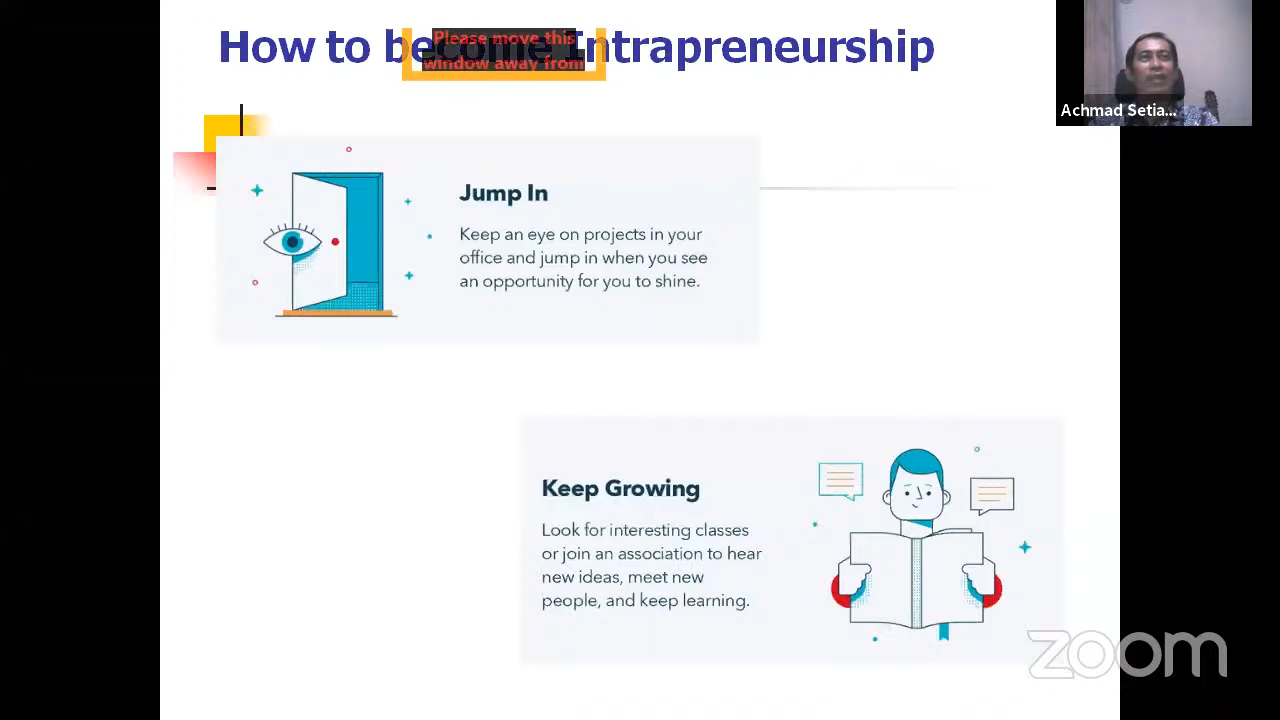 How to become Intrapreneurship
Please move this
window away from
Achmad Setia...
Jump In
Keep an eye on projects in your
office and jump in when you see
an opportunity for you to shine.
Keep Growing
Look for interesting classes
or join an association to hear
new ideas, meet new
people, and keep learning.
zoom